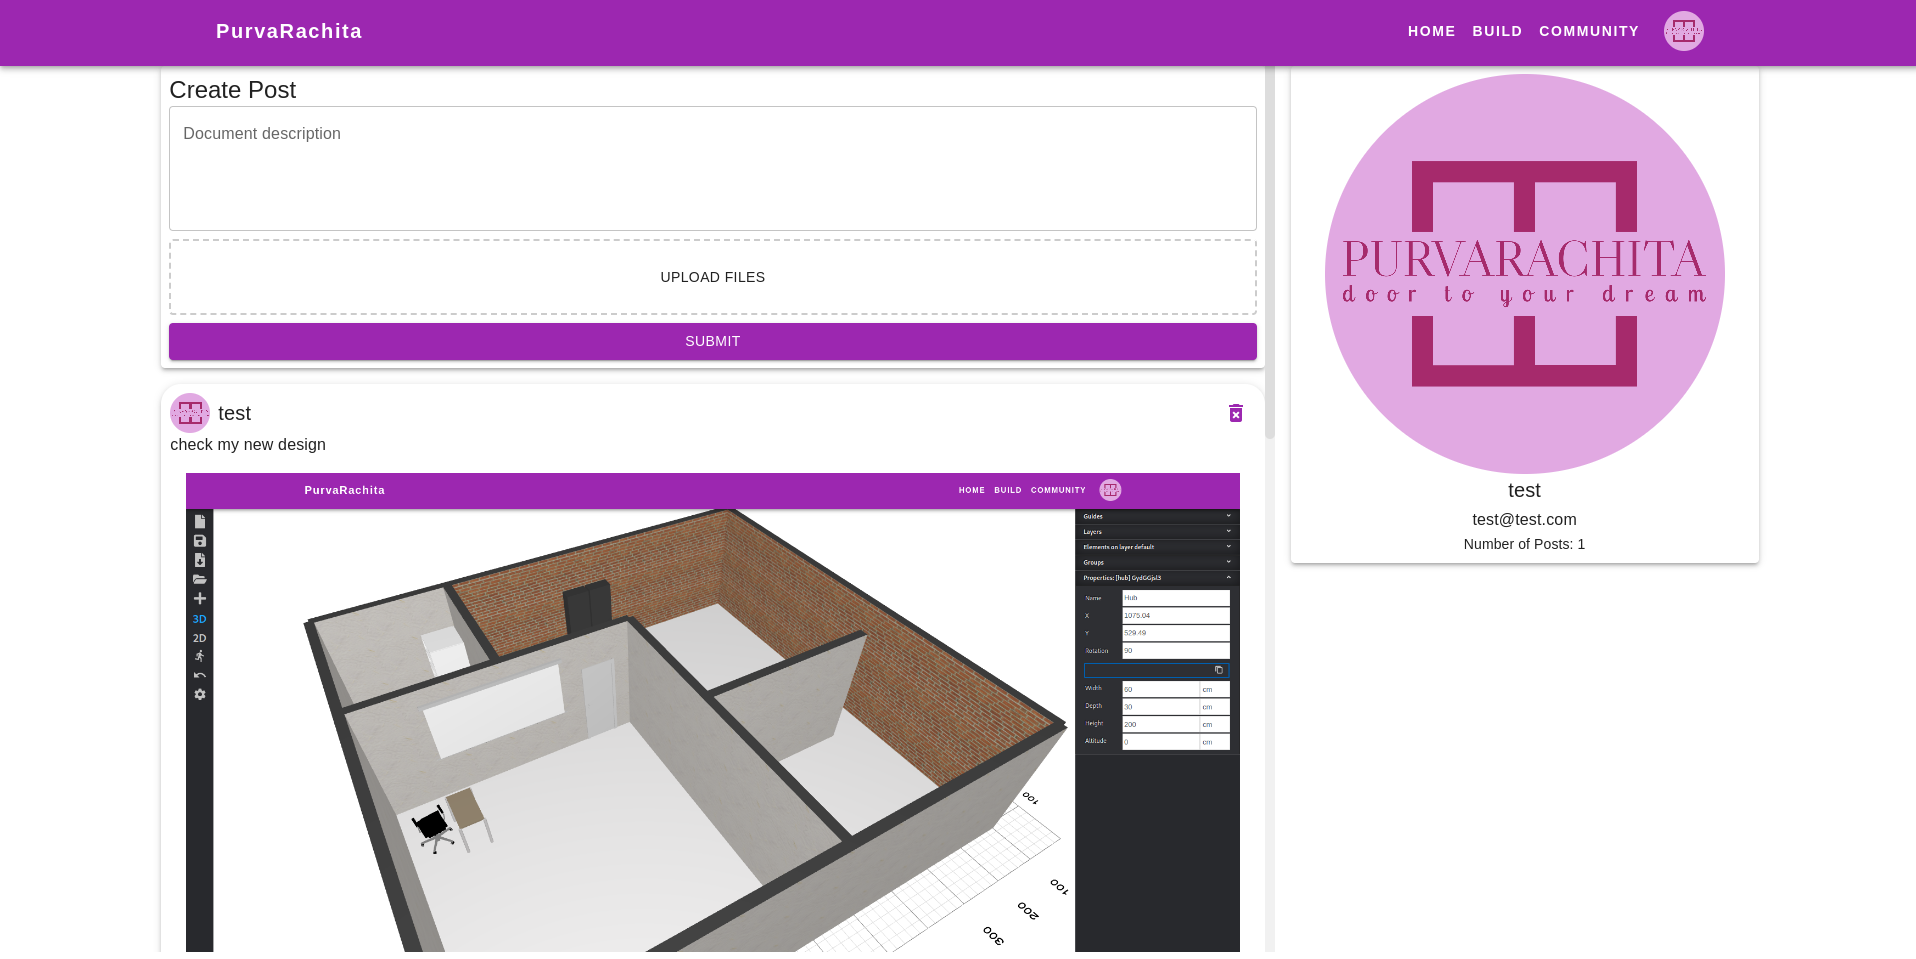 PurvaRachita
HOME BUILD COMMUNITY
Create Post
Document description
UPLOAD FILES
SUBMIT
test
check my new design
PurvaRachita
HOME BUILD COMMUNITY
3D
2D
Guides
Layers
Elements on layer default
Groups
Properties: [hub] GydGGjsl3
Name Hub
X 1075.04
Y 529.49
Rotation 90
Width 60 cm
Depth 30 cm
Height 200 cm
Altitude 0 cm
100
100
200
300
PURVARACHITA
door to your dream
test
test@test.com
Number of Posts: 1